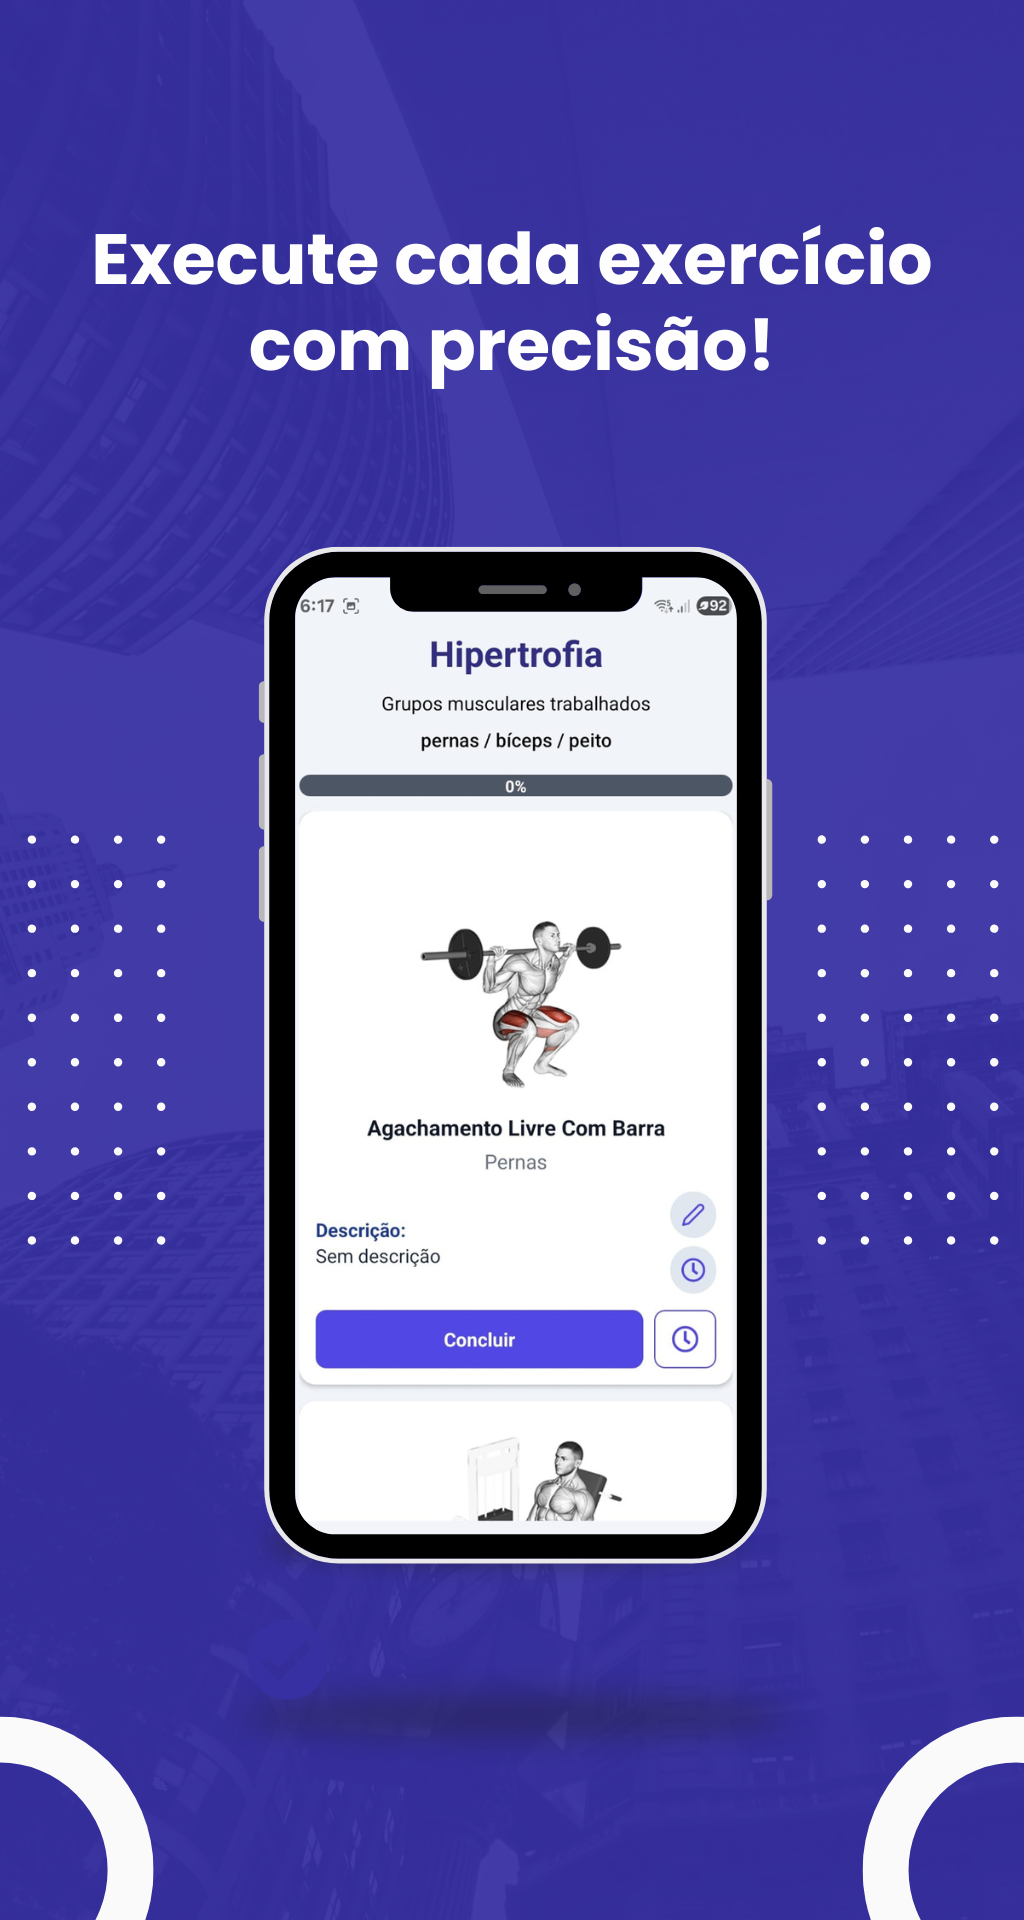 Execute cada exercício
com precisão!
6:17
92
Hipertrofia
Grupos musculares trabalhados
pernas / bíceps / peito
0%
Agachamento Livre Com Barra
Pernas
Descrição:
Sem descrição
Concluir